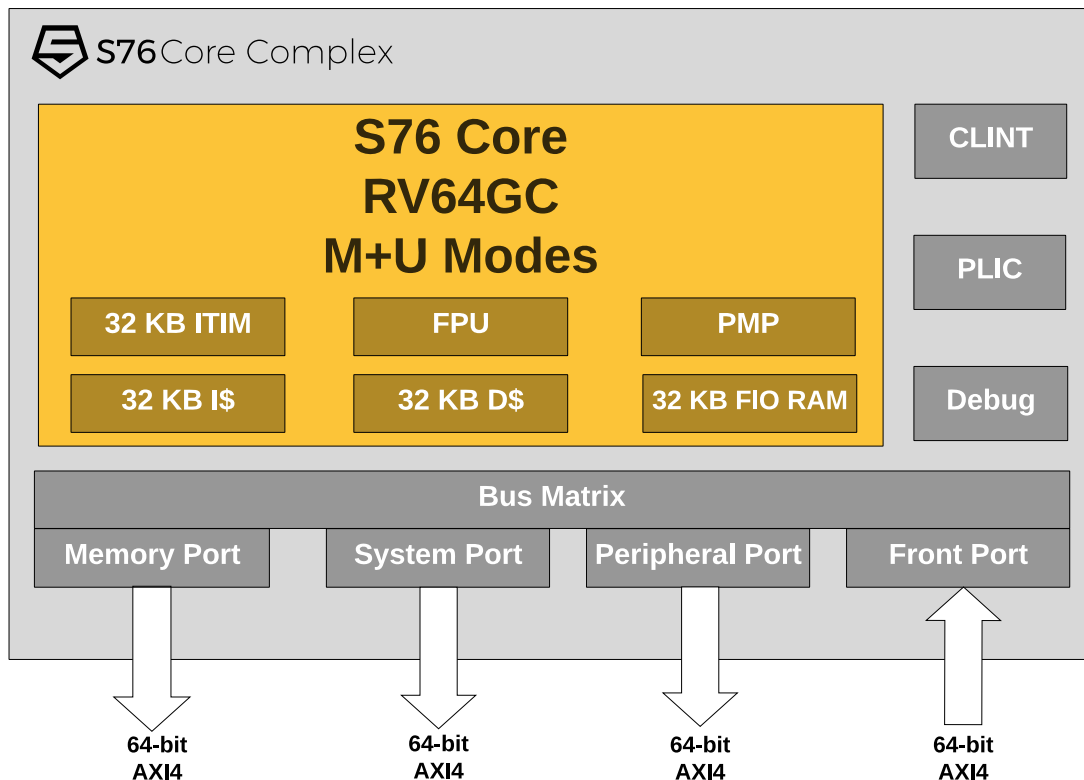 S76 Core Complex
S76 Core
RV64GC
M+U Modes
32 KB ITIM
FPU
PMP
32 KB I$
32 KB D$
32 KB FIO RAM
CLINT
PLIC
Debug
Bus Matrix
Memory Port
System Port
Peripheral Port
Front Port
64-bit
AXI4
64-bit
AXI4
64-bit
AXI4
64-bit
AXI4